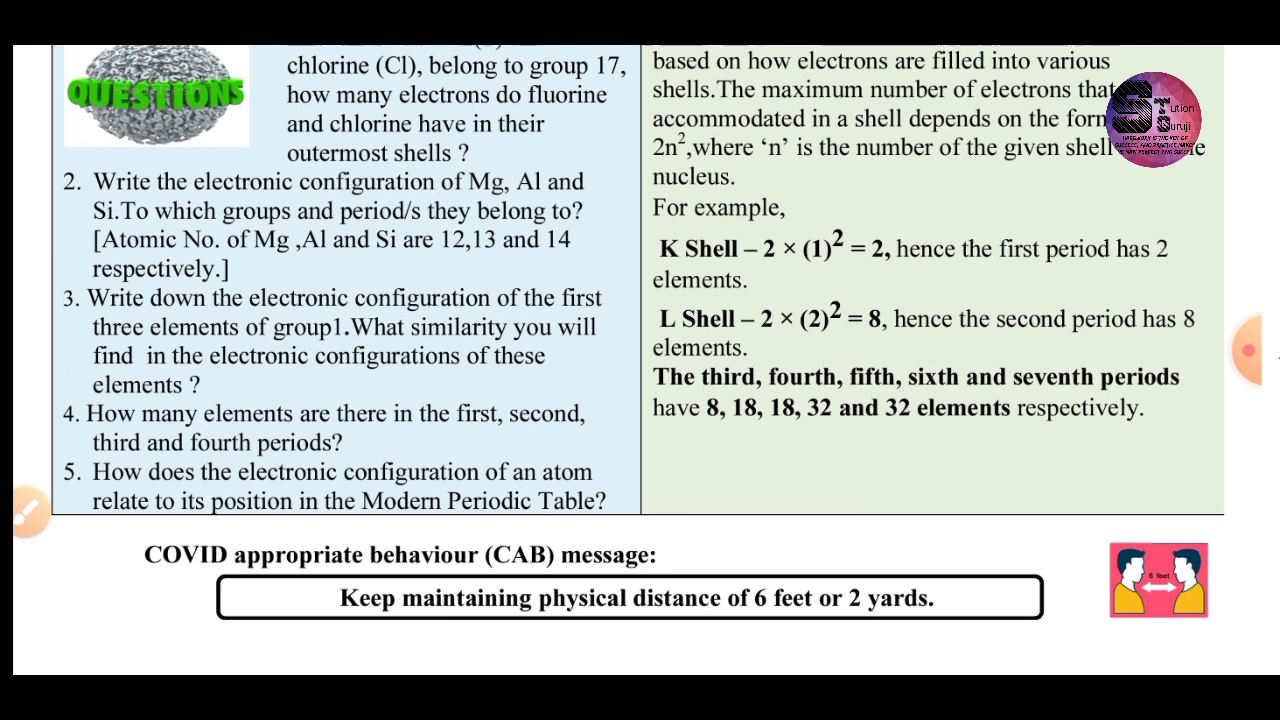 QUESTIONS
chlorine (Cl), belong to group 17,
how many electrons do fluorine
and chlorine have in their
outermost shells ?
2. Write the electronic configuration of Mg, Al and
Si.To which groups and period/s they belong to?
[Atomic No. of Mg ,Al and Si are 12,13 and 14
respectively.]
3. Write down the electronic configuration of the first
three elements of group1.What similarity you will
find in the electronic configurations of these
elements ?
4. How many elements are there in the first, second,
third and fourth periods?
5. How does the electronic configuration of an atom
relate to its position in the Modern Periodic Table?
based on how electrons are filled into various
shells.The maximum number of electrons that
accommodated in a shell depends on the
2n²,where ‘n’ is the number of the given shell
nucleus.
For example,
K Shell – 2 × (1)² = 2, hence the first period has 2
elements.
L Shell – 2 × (2)² = 8, hence the second period has 8
elements.
The third, fourth, fifth, sixth and seventh periods
have 8, 18, 18, 32 and 32 elements respectively.
STution
Guruji
COVID appropriate behaviour (CAB) message:
6 feet
Keep maintaining physical distance of 6 feet or 2 yards.